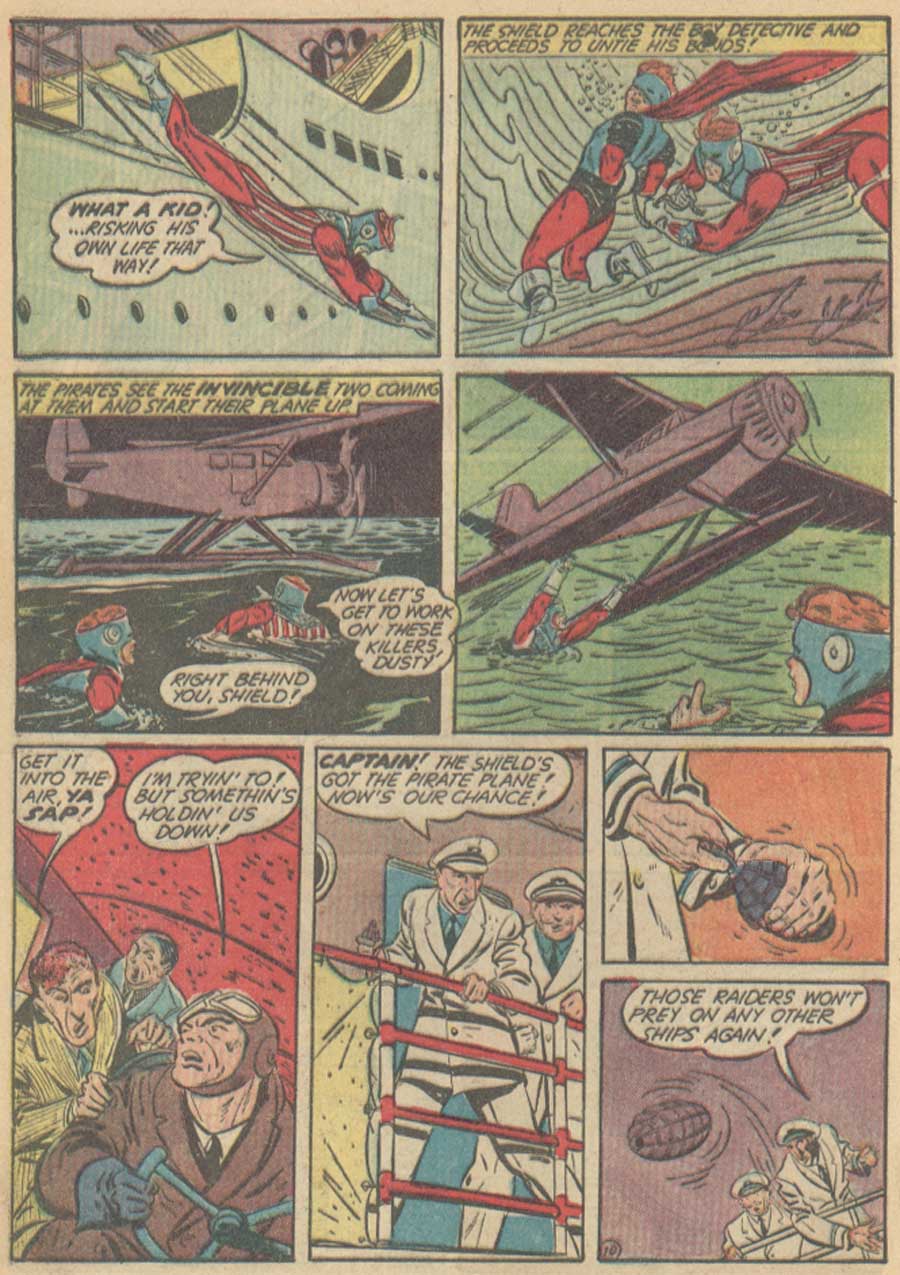 WHAT A KID!
...RISKING HIS
OWN LIFE THAT
WAY!
THE SHIELD REACHES THE BOY DETECTIVE AND
PROCEEDS TO UNTIE HIS BONDS!
THE PIRATES SEE THE INVINCIBLE TWO COMING
AT THEM AND START THEIR PLANE UP.
NOW LET'S
GET TO WORK
ON THESE
KILLERS,
DUSTY,
RIGHT BEHIND
YOU, SHIELD!
GET IT
INTO THE
AIR, YA
SAP!
I'M TRYIN' TO!
BUT SOMETHIN'S
HOLDIN' US
DOWN!
CAPTAIN! THE SHIELD'S
GOT THE PIRATE PLANE!
NOW'S OUR CHANCE!
THOSE RAIDERS WON'T
PREY ON ANY OTHER
SHIPS AGAIN!
10